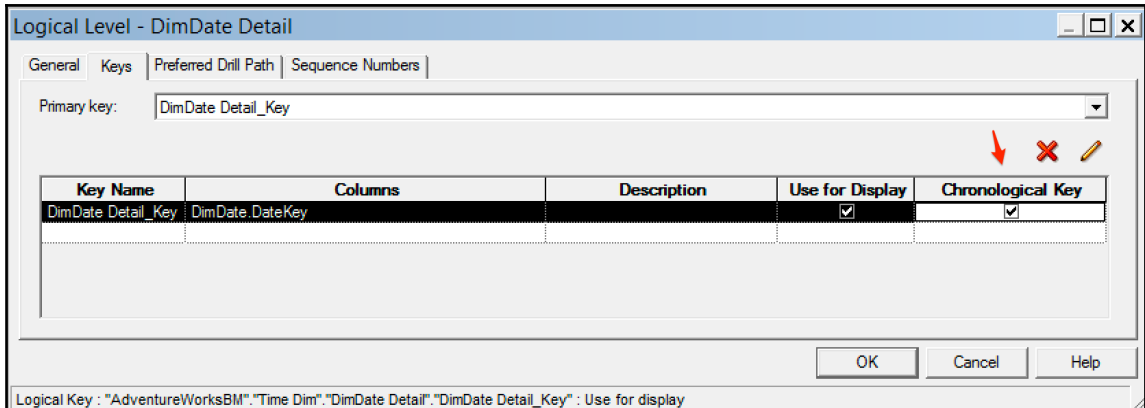 Logical Level - DimDate Detail
General Keys Preferred Drill Path Sequence Numbers
Primary key: DimDate Detail_Key
Key Name Columns Description Use for Display Chronological Key
DimDate Detail_Key DimDate.DateKey
OK Cancel Help
Logical Key : "AdventureWorksBM"."Time Dim"."DimDate Detail"."DimDate Detail_Key" : Use for display